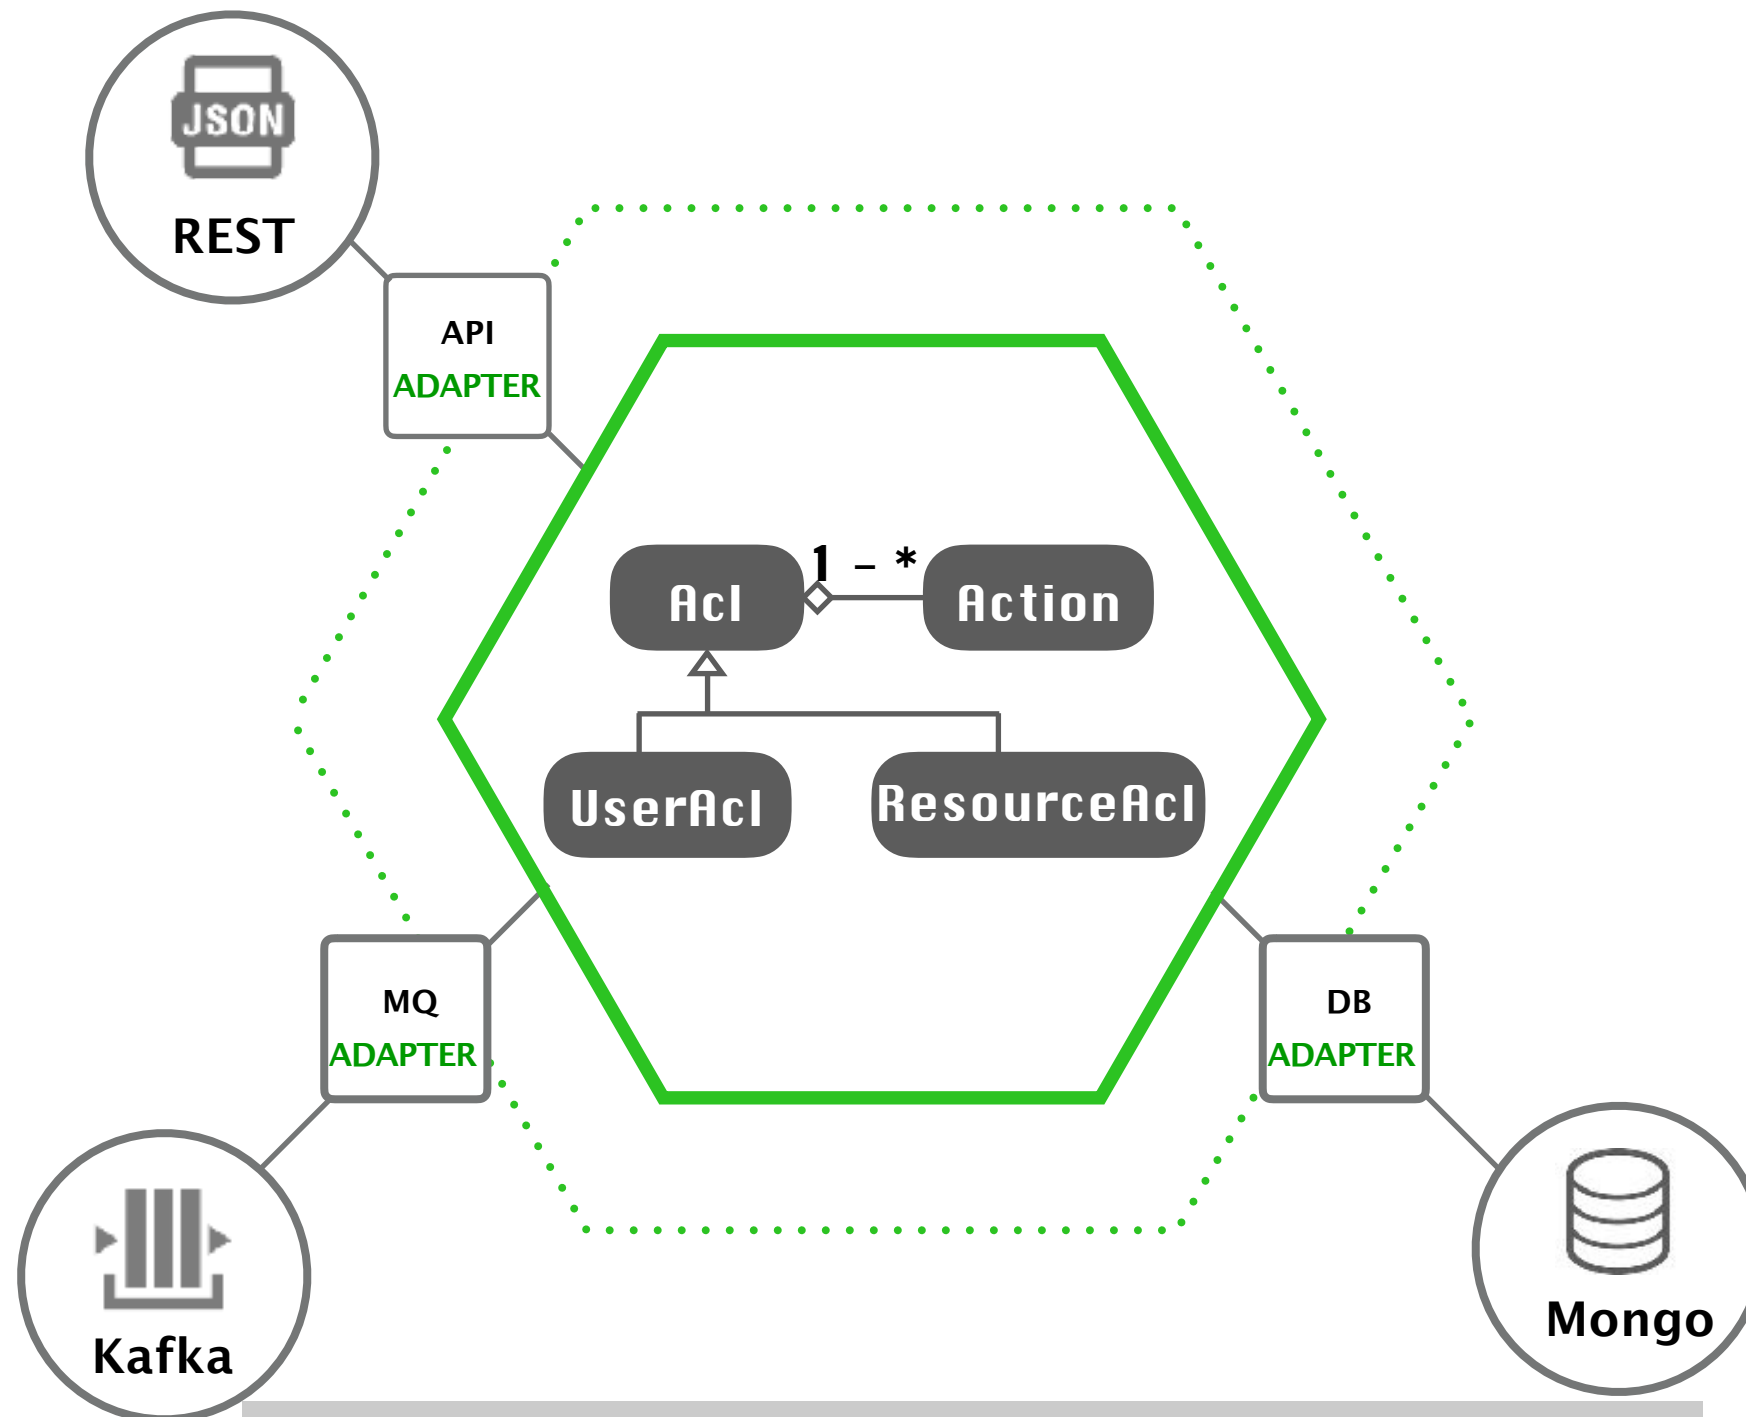 JSON
REST
API
ADAPTER
1 – *
Acl
Action
UserAcl
ResourceAcl
MQ
ADAPTER
DB
ADAPTER
Kafka
Mongo